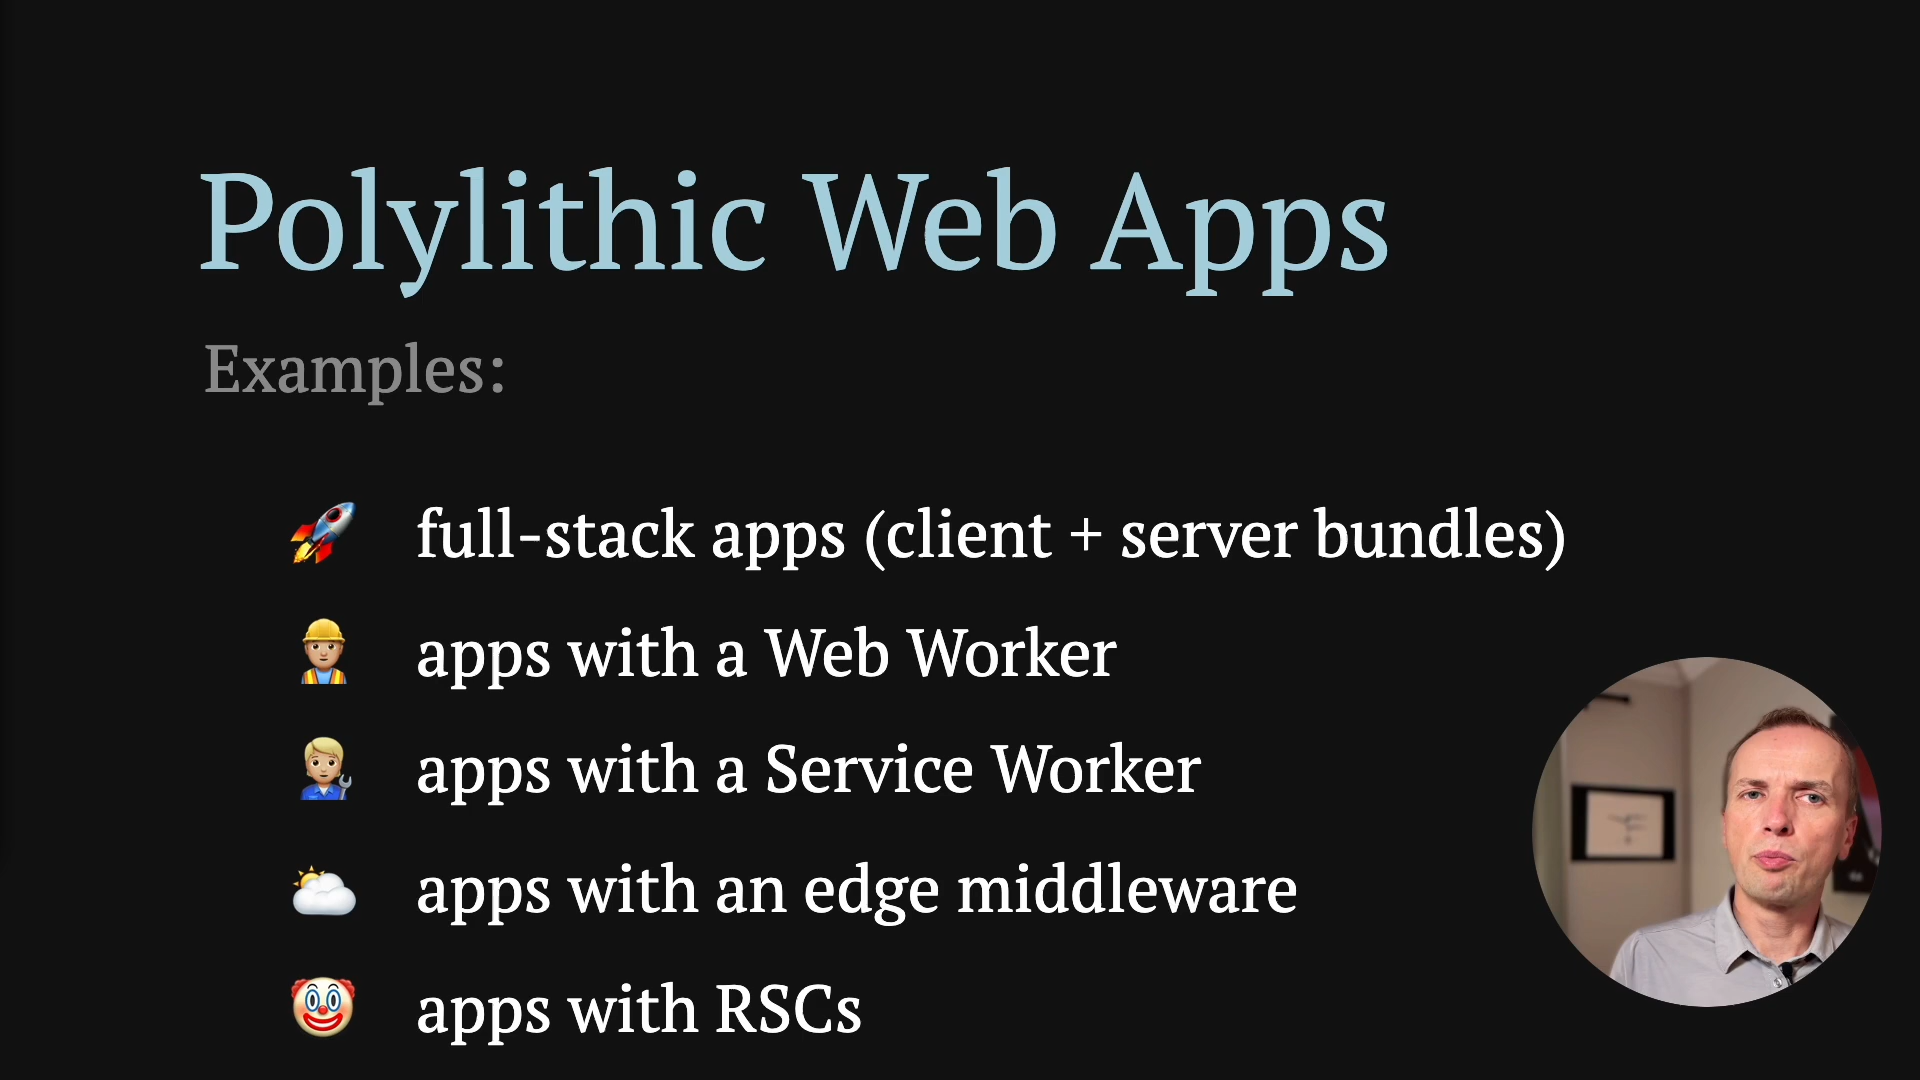 Polylithic Web Apps
Examples:
full-stack apps (client + server bundles)
apps with a Web Worker
apps with a Service Worker
apps with an edge middleware
apps with RSCs